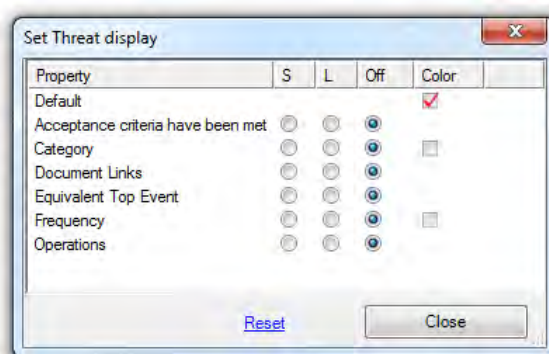 Set Threat display
Property S L Off Color
Default
Acceptance criteria have been met
Category
Document Links
Equivalent Top Event
Frequency
Operations
Reset Close